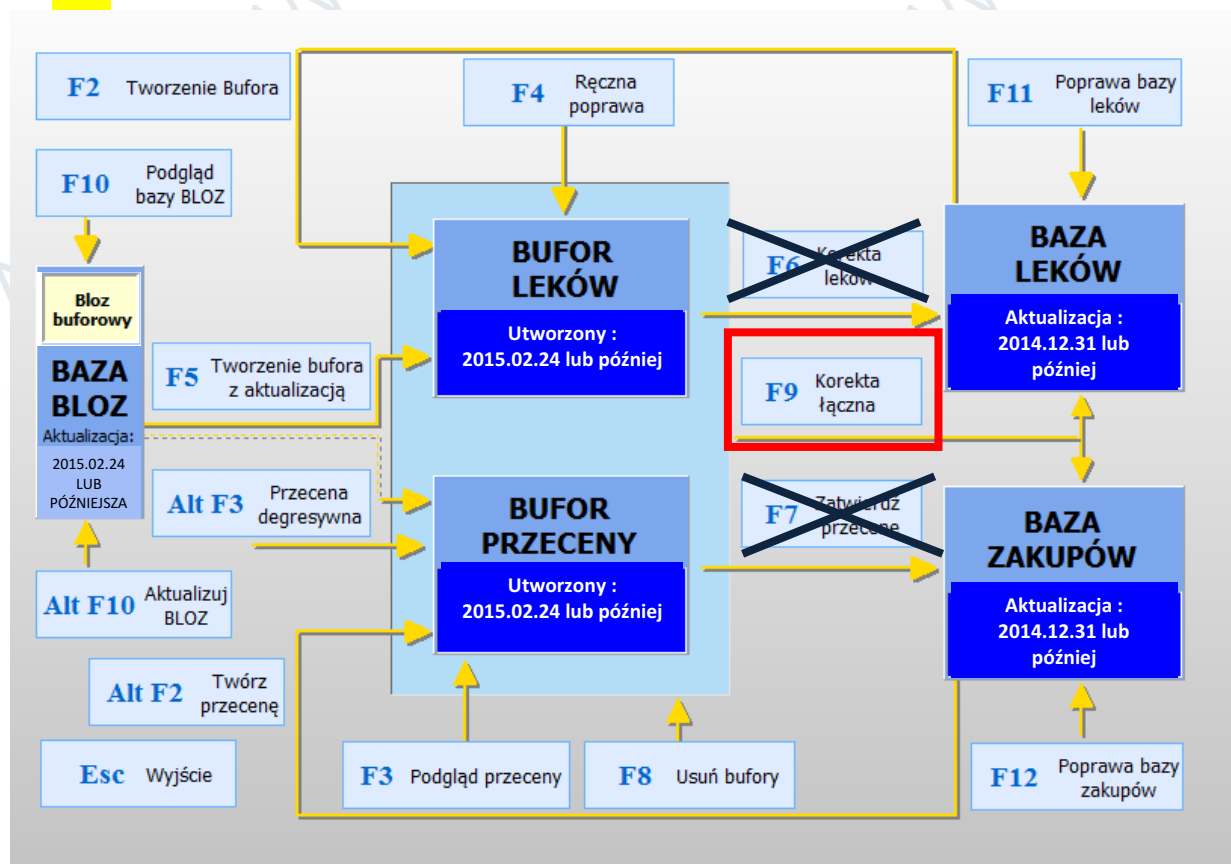 F2 Tworzenie Bufora
F4 Ręczna
poprawa
F11 Poprawa bazy
leków
F10 Podgląd
bazy BLOZ
Bloz
buforowy
BAZA
BLOZ
Aktualizacja:
2015.02.24
LUB
PÓŹNIEJSZA
BUFOR
LEKÓW
Utworzony :
2015.02.24 lub później
F6 Korekta
leków
BAZA
LEKÓW
Aktualizacja :
2014.12.31 lub
później
F5 Tworzenie bufora
z aktualizacją
F9 Korekta
łączna
Alt F3 Przecena
degresywna
BUFOR
PRZECENY
Utworzony :
2015.02.24 lub później
F7 Zatwierdź
przecenę
BAZA
ZAKUPÓW
Aktualizacja :
2014.12.31 lub
później
Alt F10 Aktualizuj
BLOZ
Alt F2 Twórz
przecenę
Esc Wyjście
F3 Podgląd przeceny
F8 Usuń bufory
F12 Poprawa bazy
zakupów